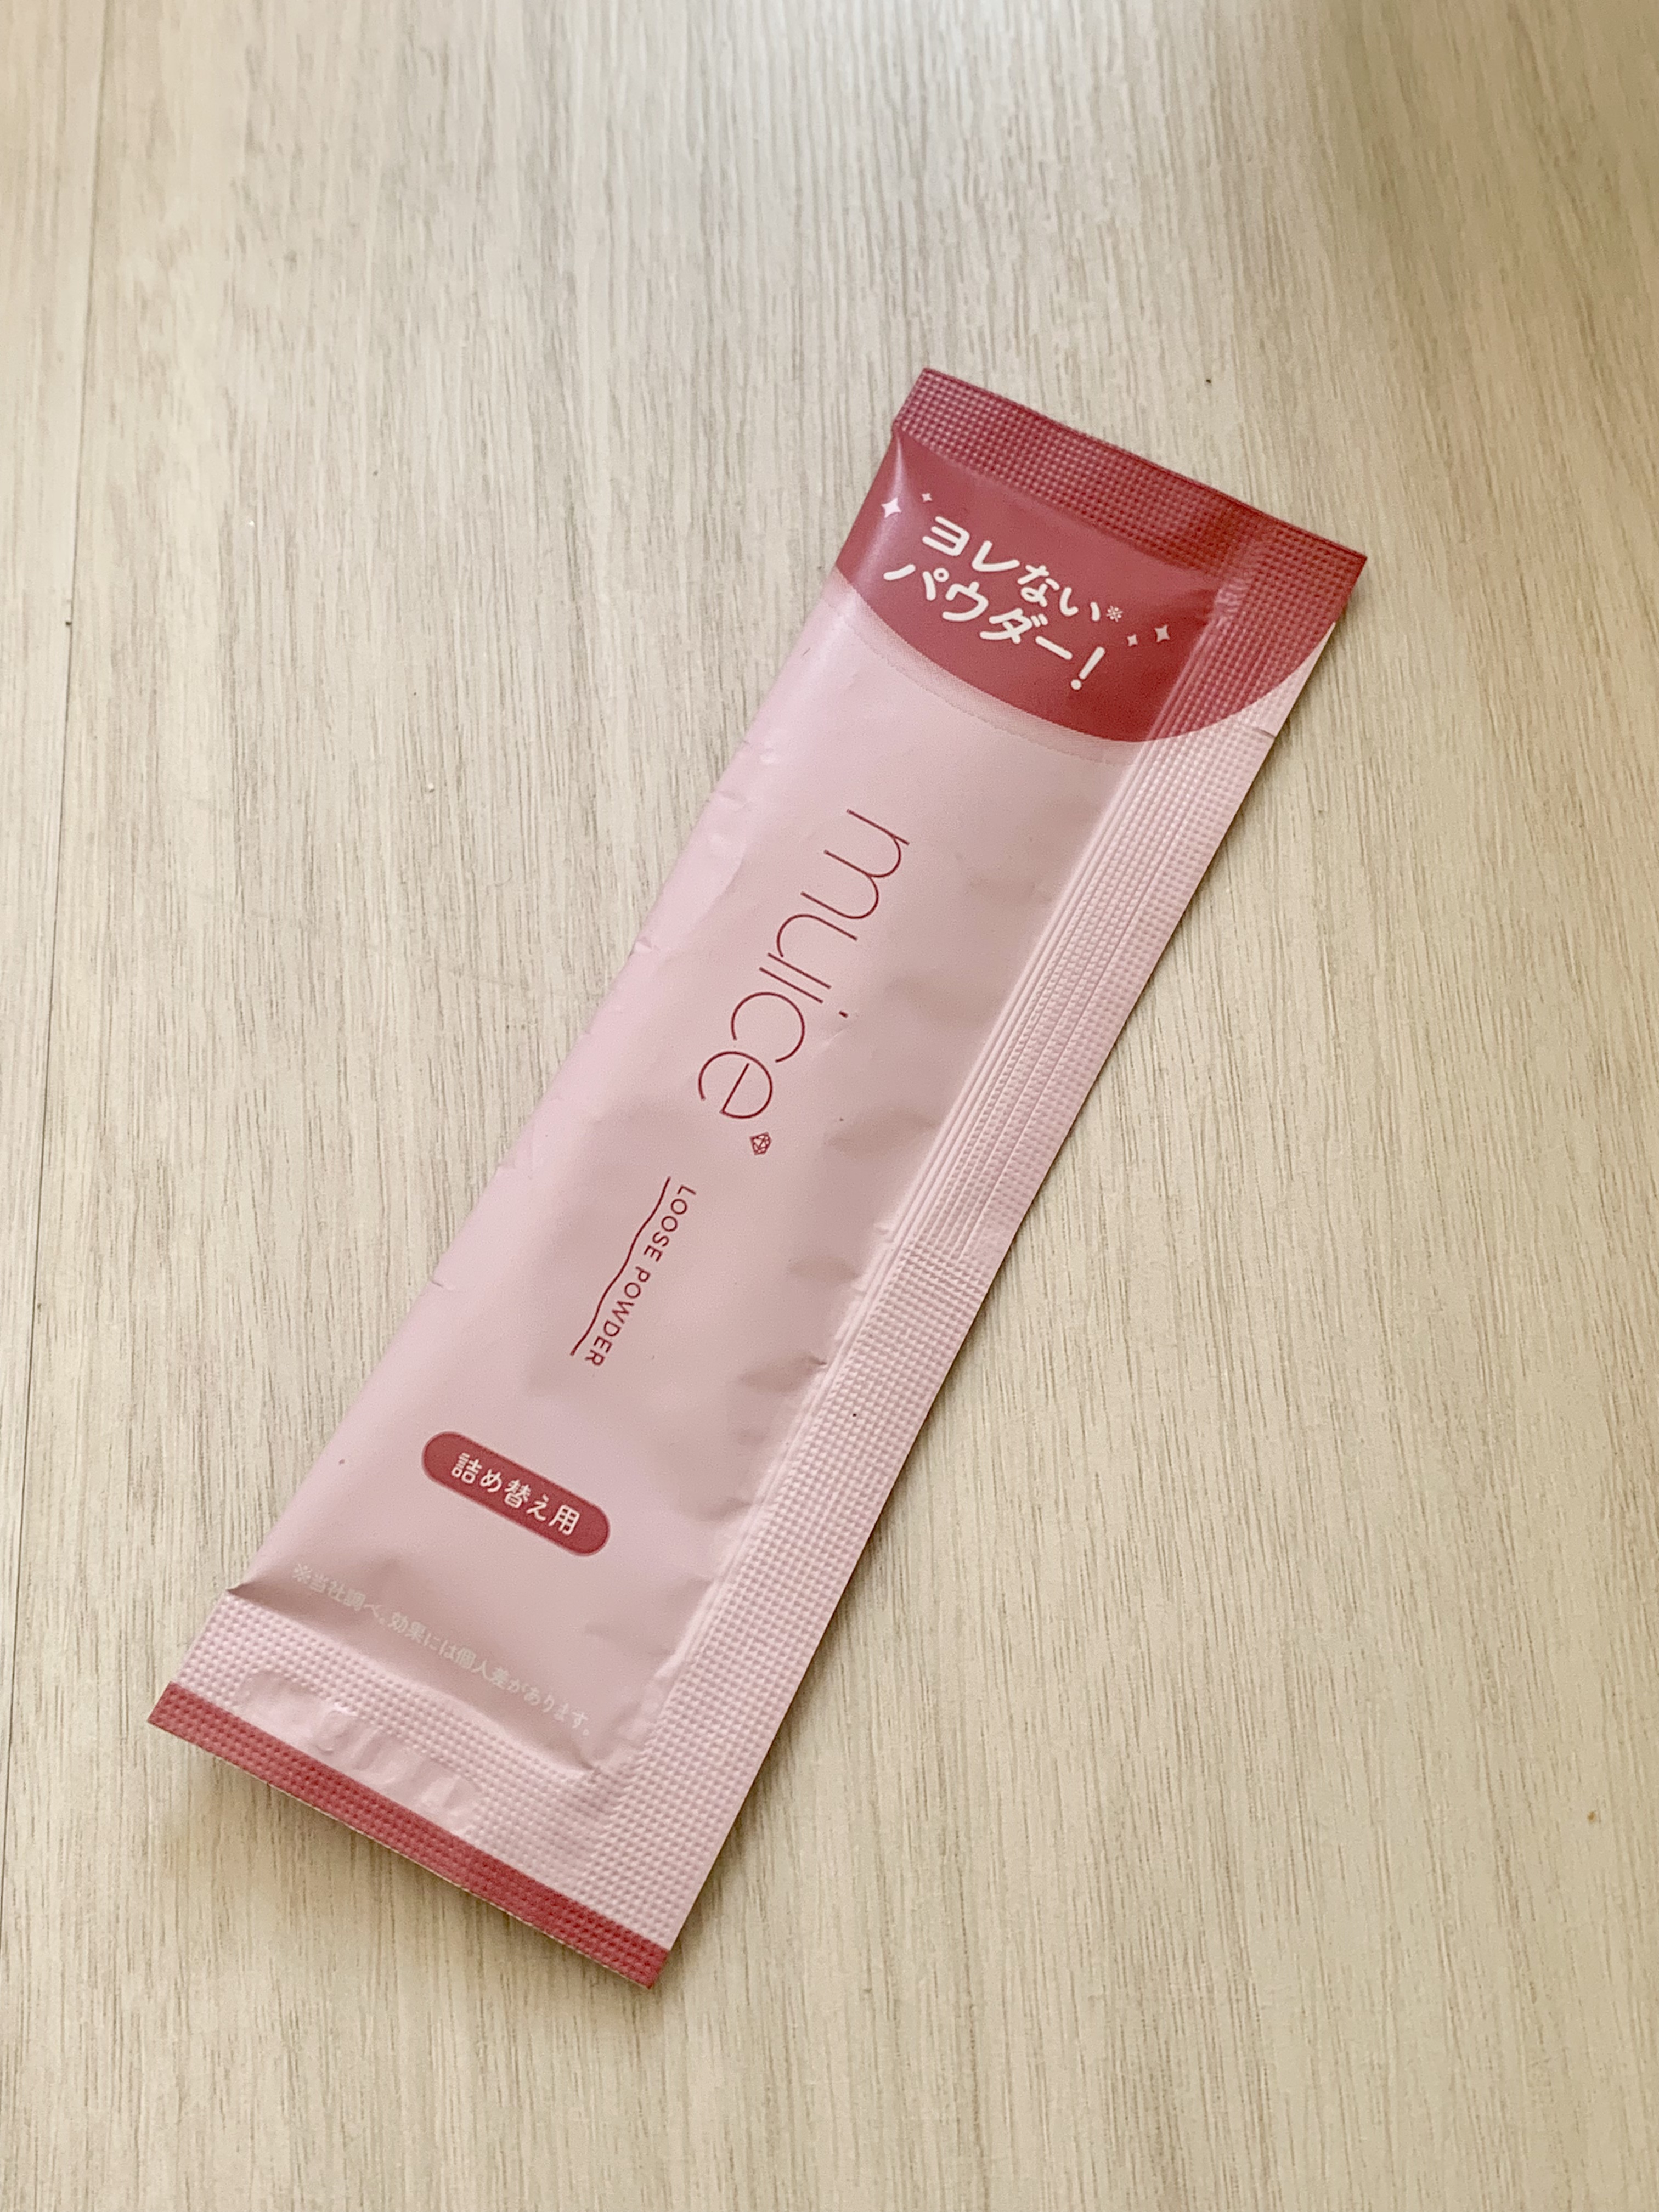 ヨレない※
パウダー!
muice
LOOSE POWDER
詰め替え用
※当社調べ。効果には個人差があります。